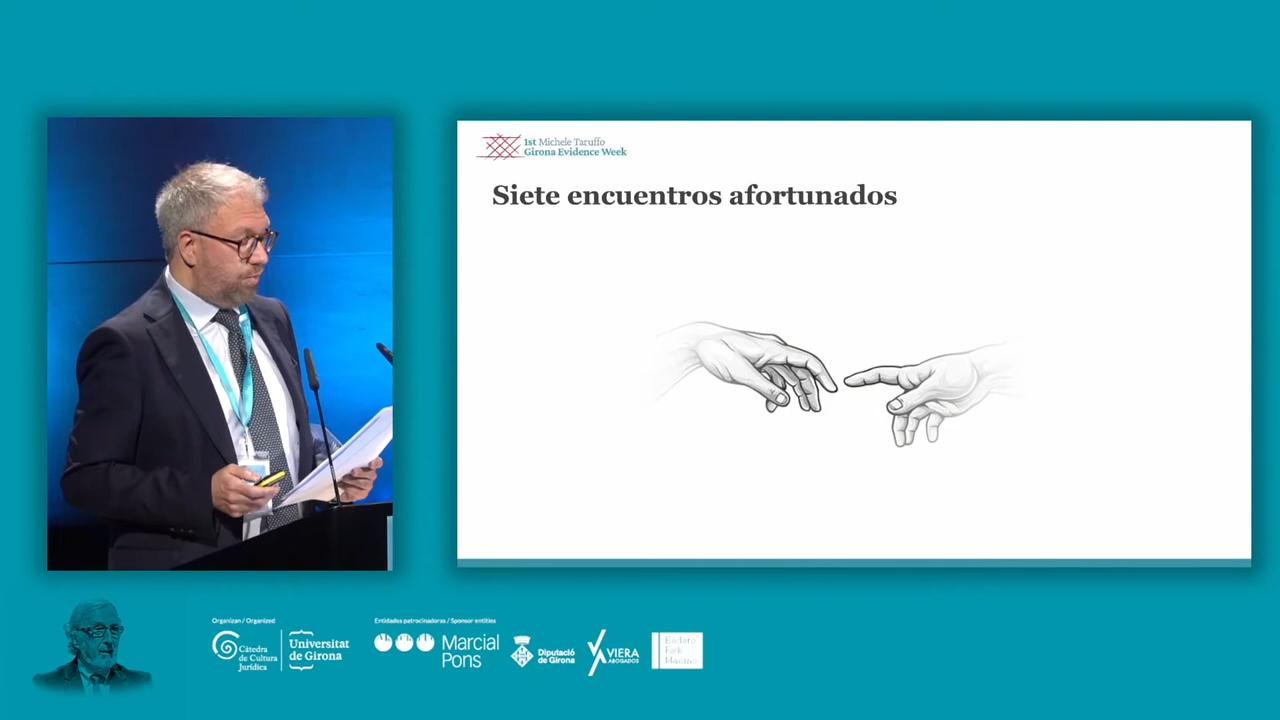 1st Michele Taruffo
Girona Evidence Week
Siete encuentros afortunados
Organizan / Organized
Càtedra
de Cultura
Jurídica
Universitat
de Girona
Entidades patrocinadoras / Sponsor entities
Marcial
Pons
Diputació
de Girona
VIERA
ABOGADOS